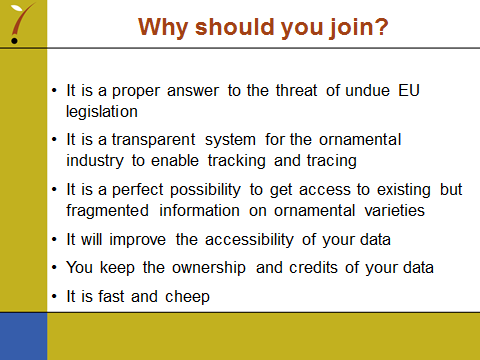 Why should you join?
• It is a proper answer to the threat of undue EU
legislation
• It is a transparent system for the ornamental
industry to enable tracking and tracing
• It is a perfect possibility to get access to existing but
fragmented information on ornamental varieties
• It will improve the accessibility of your data
• You keep the ownership and credits of your data
• It is fast and cheep